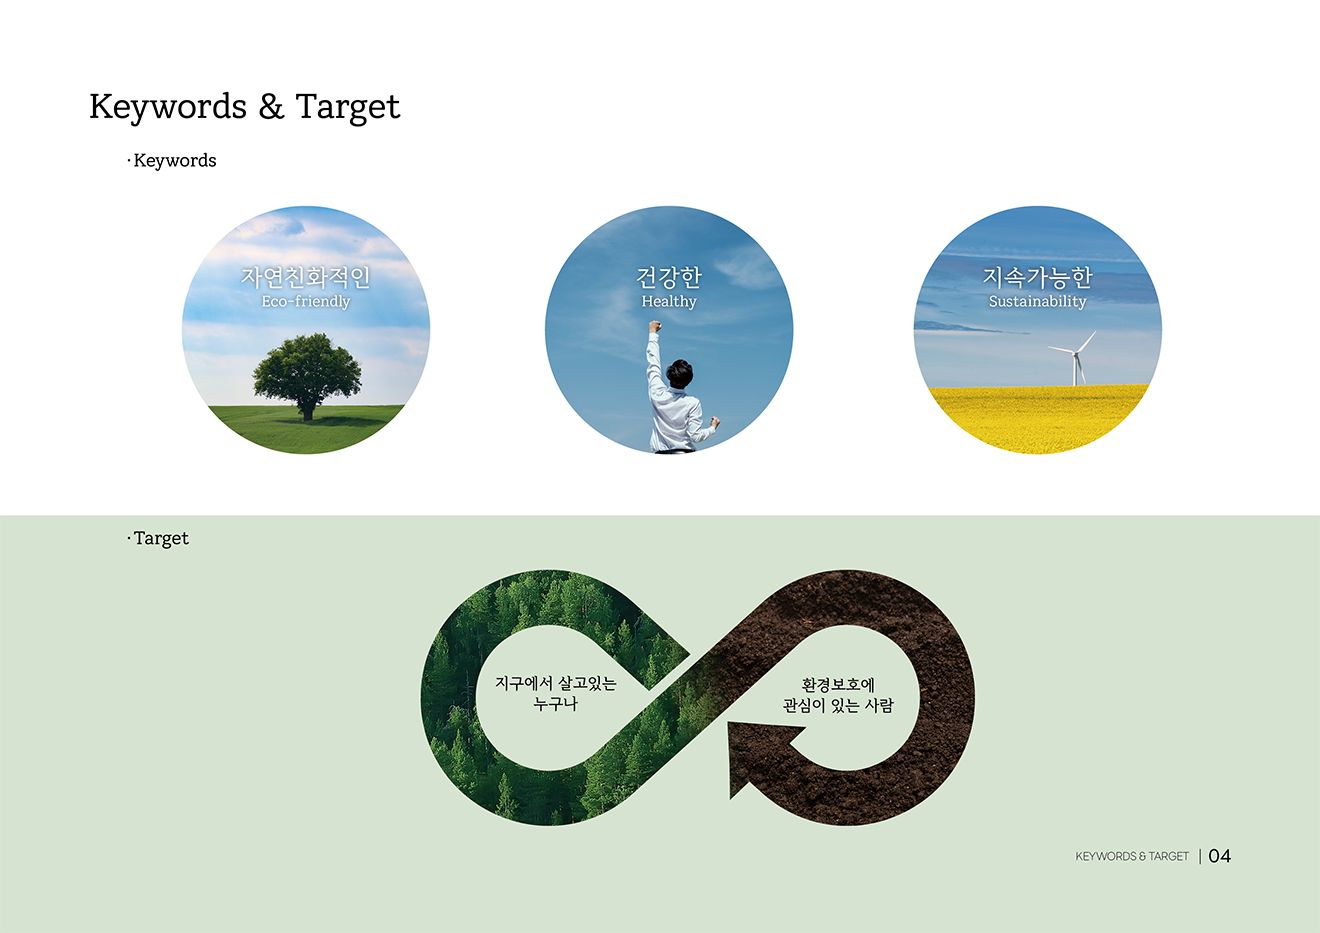 Keywords & Target
·Keywords
자연친화적인
Eco-friendly
건강한
Healthy
지속가능한
Sustainability
·Target
지구에서 살고있는
누구나
환경보호에
관심이 있는 사람
KEYWORDS & TARGET | 04